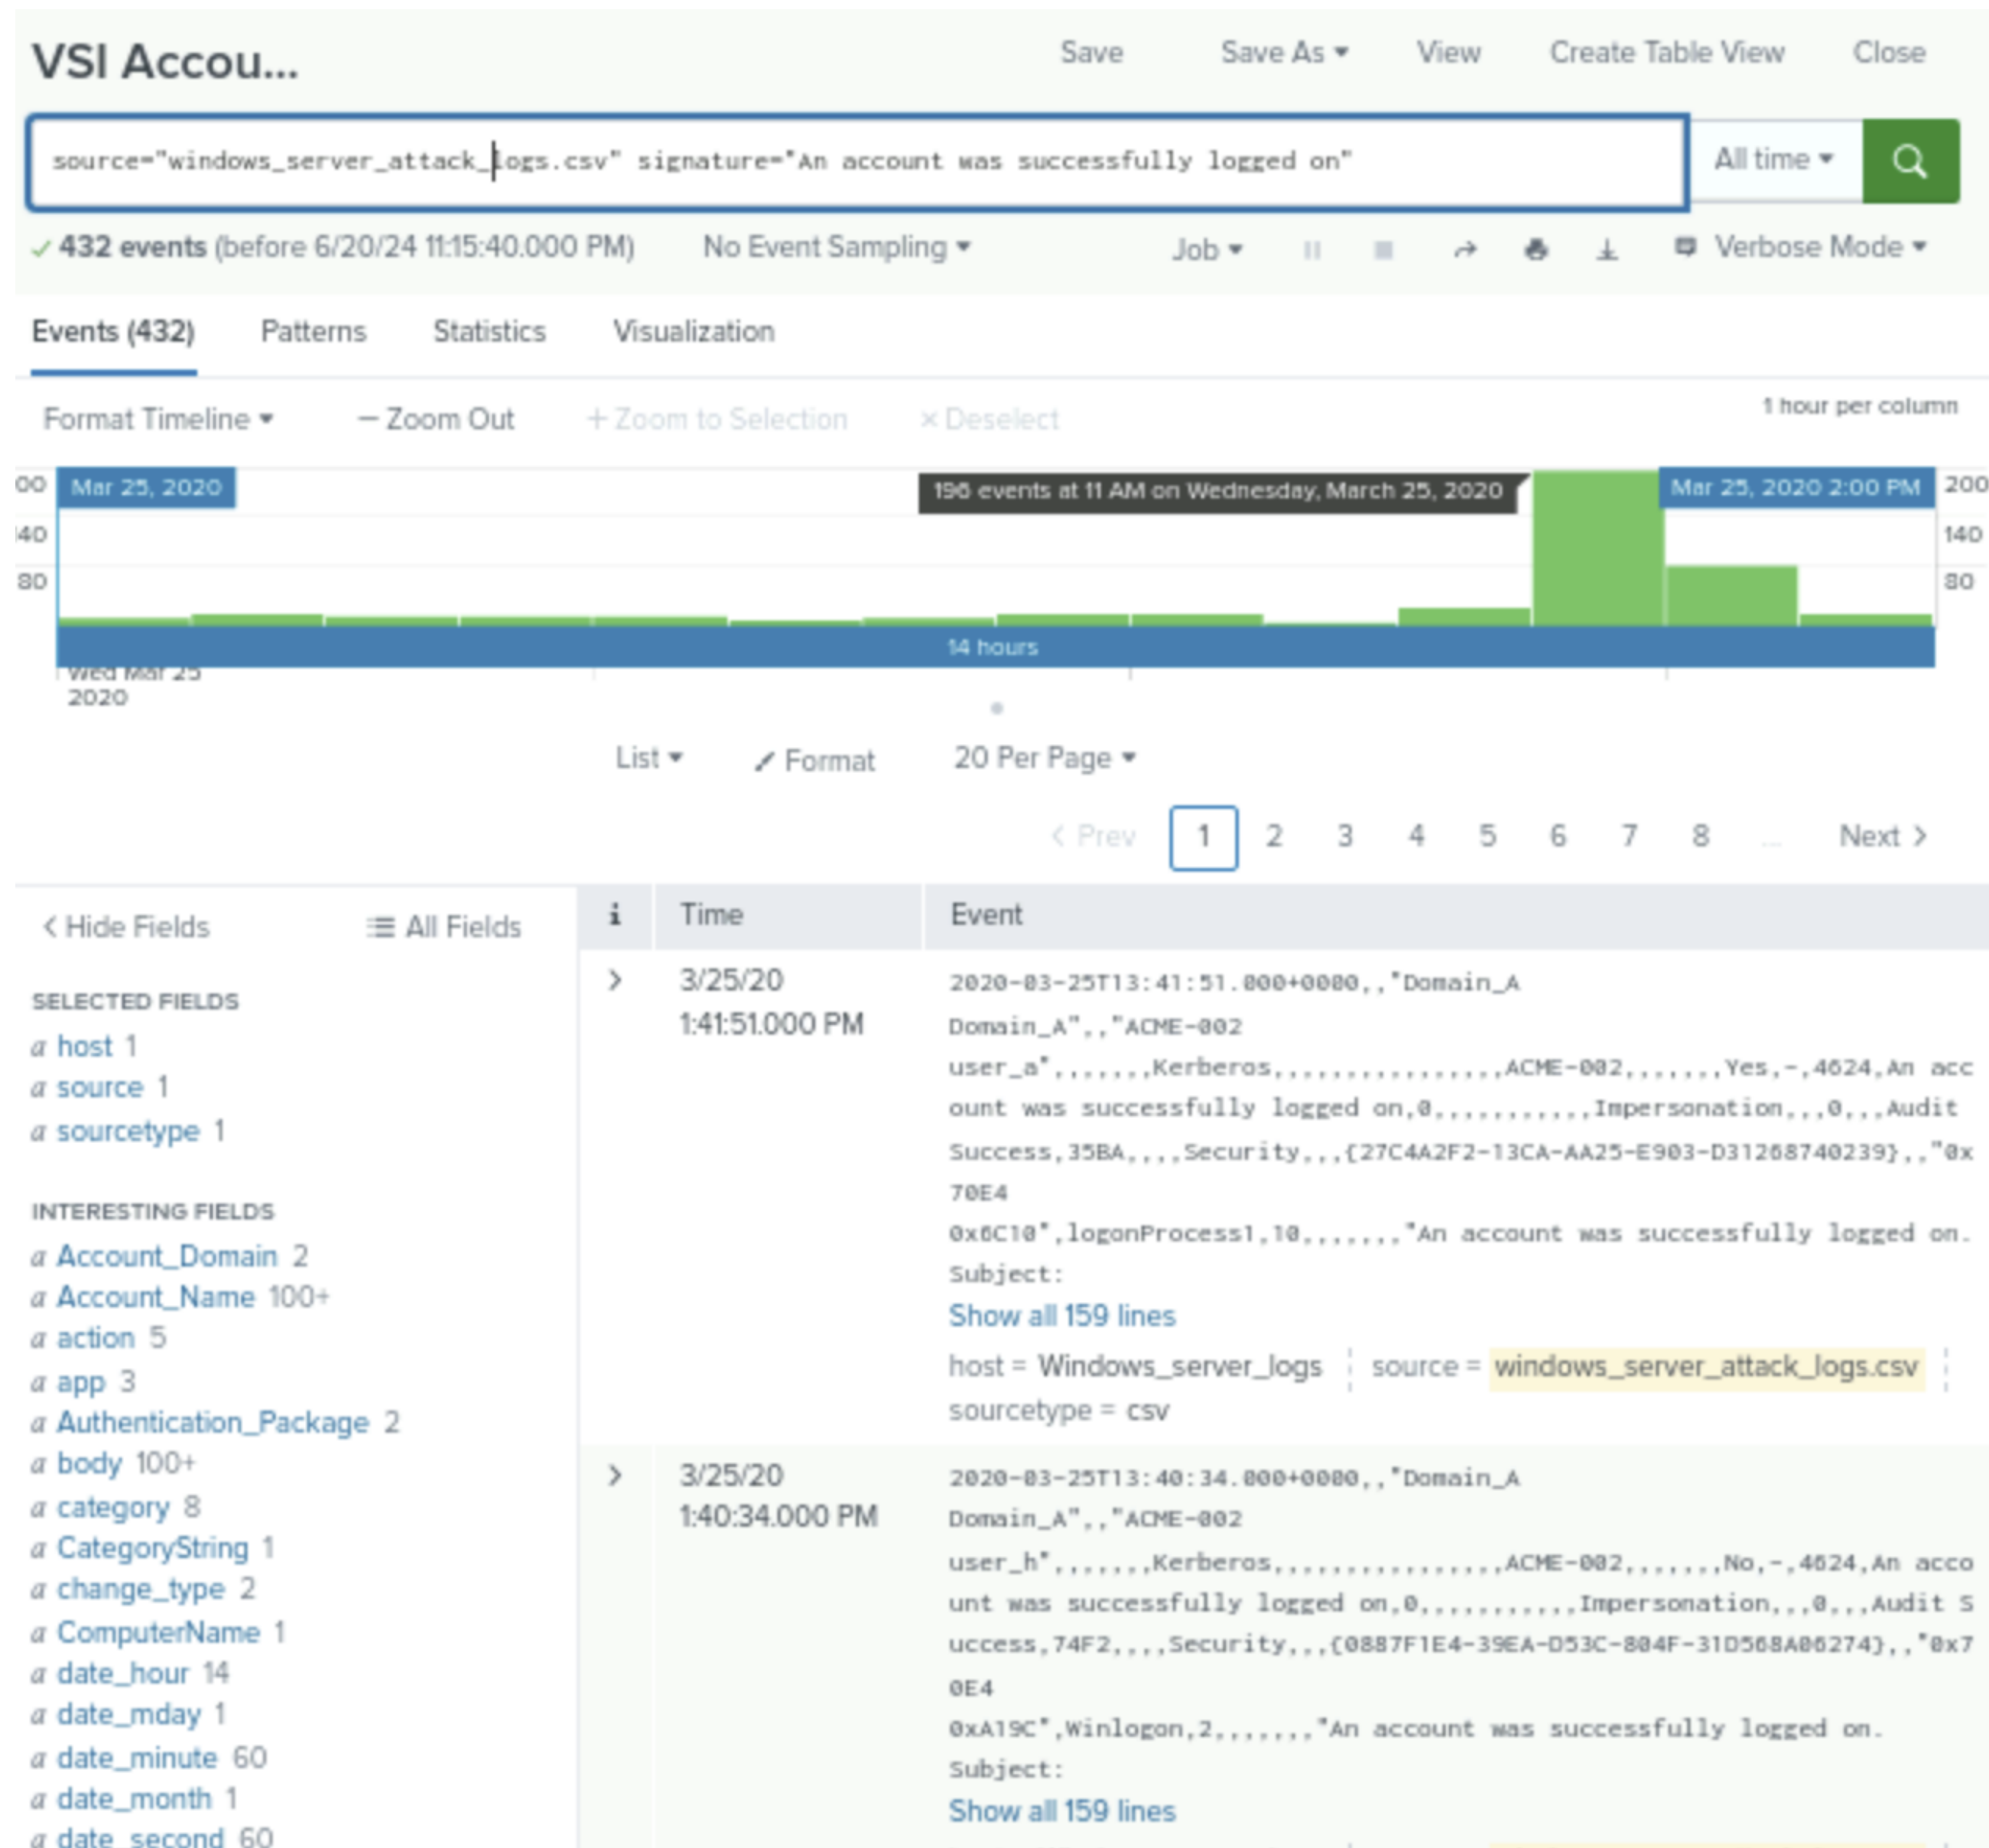 VSI Accou...
Save Save As View Create Table View Close
source="windows_server_attack_logs.csv" signature="An account was successfully logged on"
All time
432 events (before 6/20/24 11:15:40.000 PM) No Event Sampling Job Verbose Mode
Events (432) Patterns Statistics Visualization
Format Timeline — Zoom Out + Zoom to Selection × Deselect
1 hour per column
00 Mar 25, 2020 196 events at 11 AM on Wednesday, March 25, 2020 Mar 25, 2020 2:00 PM 200
40 140
80 80
14 hours
Wed Mar 25
2020
List Format 20 Per Page
< Prev 1 2 3 4 5 6 7 8 ... Next >
< Hide Fields All Fields
SELECTED FIELDS
a host 1
a source 1
a sourcetype 1
INTERESTING FIELDS
a Account_Domain 2
a Account_Name 100+
a action 5
a app 3
a Authentication_Package 2
a body 100+
a category 8
a CategoryString 1
a change_type 2
a ComputerName 1
a date_hour 14
a date_mday 1
a date_minute 60
a date_month 1
a date_second 60
i Time Event
> 3/25/20
1:41:51.000 PM
2020-03-25T13:41:51.000+0000,,"Domain_A
Domain_A",,"ACME-002
user_a",,,,,,,Kerberos,,,,,,,,,,,,,,,,ACME-002,,,,,,,Yes,-,4624,An acc
ount was successfully logged on,0,,,,,,,,,,,Impersonation,,,0,,,Audit
Success,35BA,,,,Security,,,{27C4A2F2-13CA-AA25-E903-D31268740239},,"0x
70E4
0x6C10",logonProcess1,10,,,,,,,"An account was successfully logged on.
Subject:
Show all 159 lines
host = Windows_server_logs source = windows_server_attack_logs.csv
sourcetype = csv
> 3/25/20
1:40:34.000 PM
2020-03-25T13:40:34.000+0000,,"Domain_A
Domain_A",,"ACME-002
user_h",,,,,,,Kerberos,,,,,,,,,,,,,,,,ACME-002,,,,,,,No,-,4624,An acco
unt was successfully logged on,0,,,,,,,,,,,Impersonation,,,0,,,Audit S
uccess,74F2,,,,Security,,,{0887F1E4-39EA-D53C-804F-31D568A06274},,"0x7
0E4
0xA19C",Winlogon,2,,,,,,,"An account was successfully logged on.
Subject:
Show all 159 lines